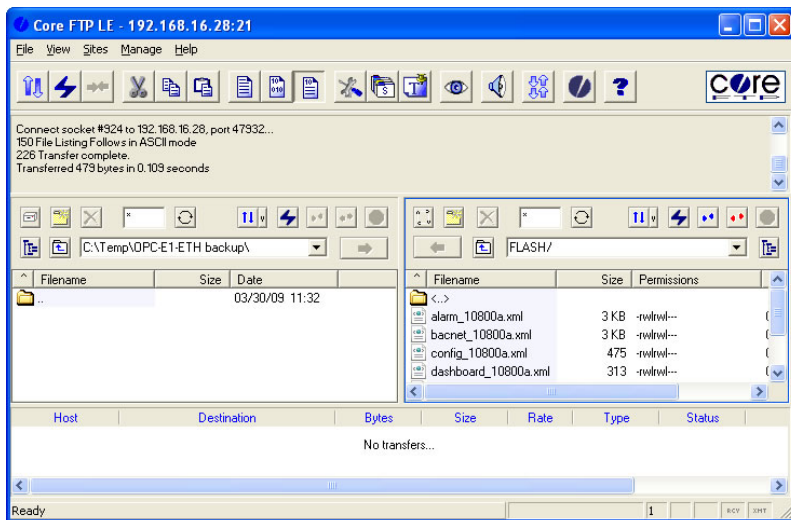 Core FTP LE - 192.168.16.28:21
File View Sites Manage Help
core
Connect socket #924 to 192.168.16.28, port 47932...
150 File Listing Follows in ASCII mode
226 Transfer complete.
Transferred 479 bytes in 0.109 seconds
C:\Temp\OPC-E1-ETH backup\
FLASH/
^ Filename Size Date
.. 03/30/09 11:32
^ Filename Size Permissions
<..>
alarm_10800a.xml 3 KB -rwlrwl---
bacnet_10800a.xml 3 KB -rwlrwl---
config_10800a.xml 475 -rwlrwl---
dashboard_10800a.xml 313 -rwlrwl---
Host Destination Bytes Size Rate Type Status
No transfers...
Ready 1 RCV XMT